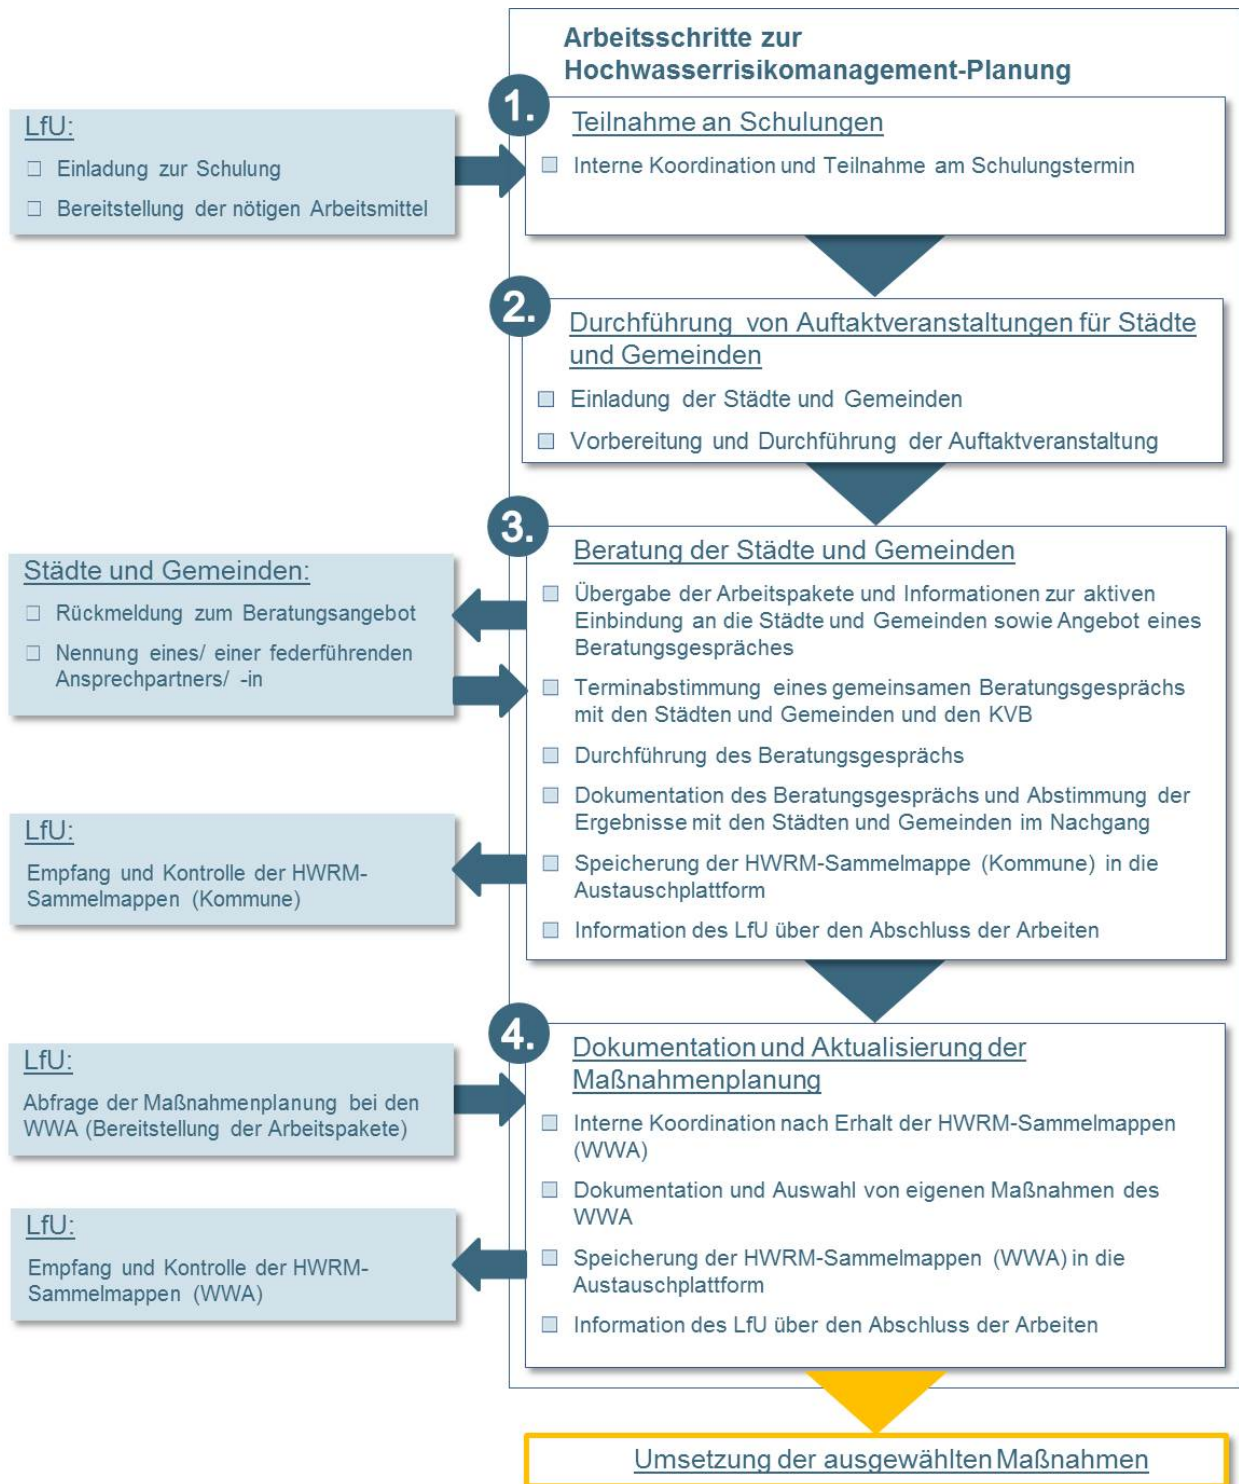 Arbeitsschritte zur
Hochwasserrisikomanagement-Planung
LfU:
Einladung zur Schulung
Bereitstellung der nötigen Arbeitsmittel
1.
Teilnahme an Schulungen
Interne Koordination und Teilnahme am Schulungstermin
2.
Durchführung von Auftaktveranstaltungen für Städte
und Gemeinden
Einladung der Städte und Gemeinden
Vorbereitung und Durchführung der Auftaktveranstaltung
Städte und Gemeinden:
Rückmeldung zum Beratungsangebot
Nennung eines/ einer federführenden
Ansprechpartners/ -in
3.
Beratung der Städte und Gemeinden
Übergabe der Arbeitspakete und Informationen zur aktiven
Einbindung an die Städte und Gemeinden sowie Angebot eines
Beratungsgespräches
Terminabstimmung eines gemeinsamen Beratungsgesprächs
mit den Städten und Gemeinden und den KVB
Durchführung des Beratungsgesprächs
Dokumentation des Beratungsgesprächs und Abstimmung der
Ergebnisse mit den Städten und Gemeinden im Nachgang
Speicherung der HWRM-Sammelmappe (Kommune) in die
Austauschplattform
Information des LfU über den Abschluss der Arbeiten
LfU:
Empfang und Kontrolle der HWRM-
Sammelmappen (Kommune)
LfU:
Abfrage der Maßnahmenplanung bei den
WWA (Bereitstellung der Arbeitspakete)
4.
Dokumentation und Aktualisierung der
Maßnahmenplanung
Interne Koordination nach Erhalt der HWRM-Sammelmappen
(WWA)
Dokumentation und Auswahl von eigenen Maßnahmen des
WWA
Speicherung der HWRM-Sammelmappen (WWA) in die
Austauschplattform
Information des LfU über den Abschluss der Arbeiten
LfU:
Empfang und Kontrolle der HWRM-
Sammelmappen (WWA)
Umsetzung der ausgewählten Maßnahmen